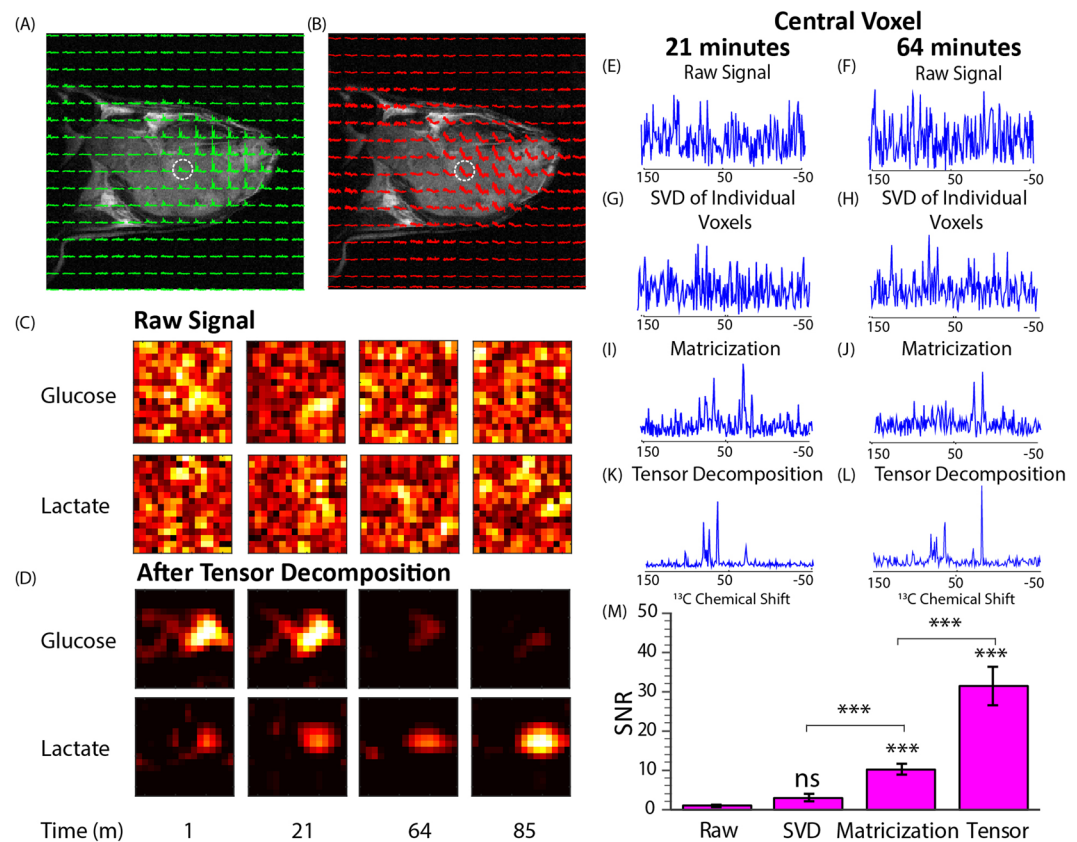 (A)
(B)
(C)
Raw Signal
Glucose
Lactate
(D)
After Tensor Decomposition
Glucose
Lactate
Time (m) 1 21 64 85
Central Voxel
21 minutes 64 minutes
(E) Raw Signal (F) Raw Signal
150 50 -50 150 50 -50
(G) SVD of Individual Voxels (H) SVD of Individual Voxels
150 50 -50 150 50 -50
(I) Matricization (J) Matricization
150 50 -50 150 50 -50
(K) Tensor Decomposition (L) Tensor Decomposition
150 50 -50 150 50 -50
¹³C Chemical Shift ¹³C Chemical Shift
(M)
SNR
50
40
30
20
10
0
ns
***
***
***
***
Raw SVD Matricization Tensor